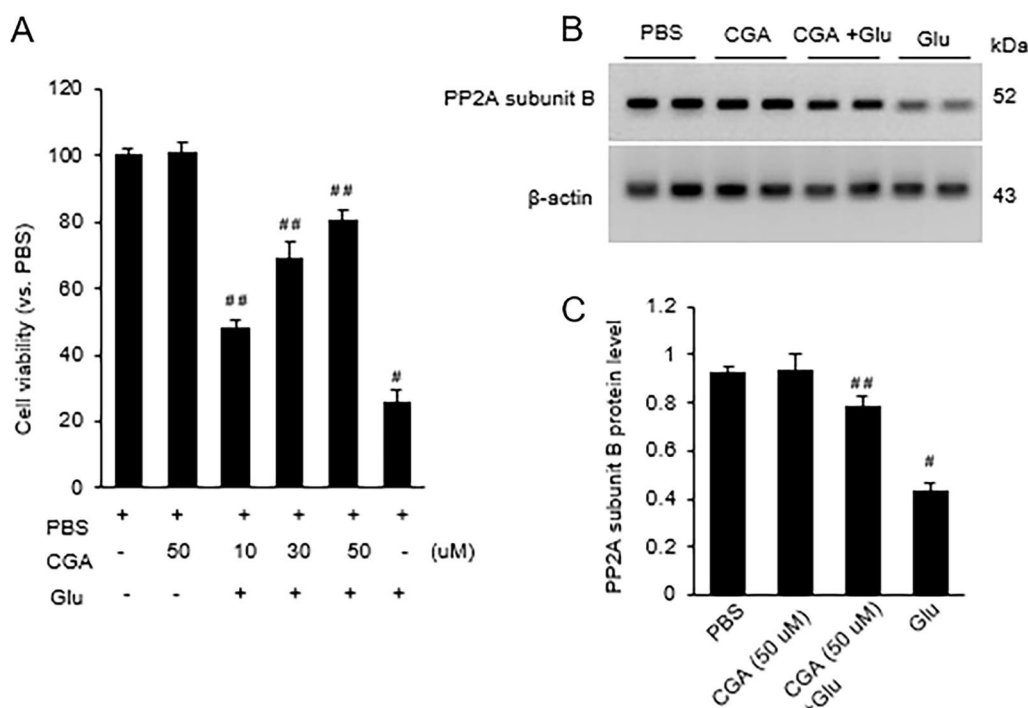 A
Cell viability (vs. PBS)
120
100
80
60
40
20
0
##
##
##
#
PBS + + + + + +
CGA - 50 10 30 50 - (uM)
Glu - - + + + +
B
PBS CGA CGA +Glu Glu kDa
PP2A subunit B 52
β-actin 43
C
PP2A subunit B protein level
1.2
1
0.8
0.6
0.4
0.2
0
##
#
PBS
CGA (50 uM)
CGA (50 uM)
+Glu
Glu